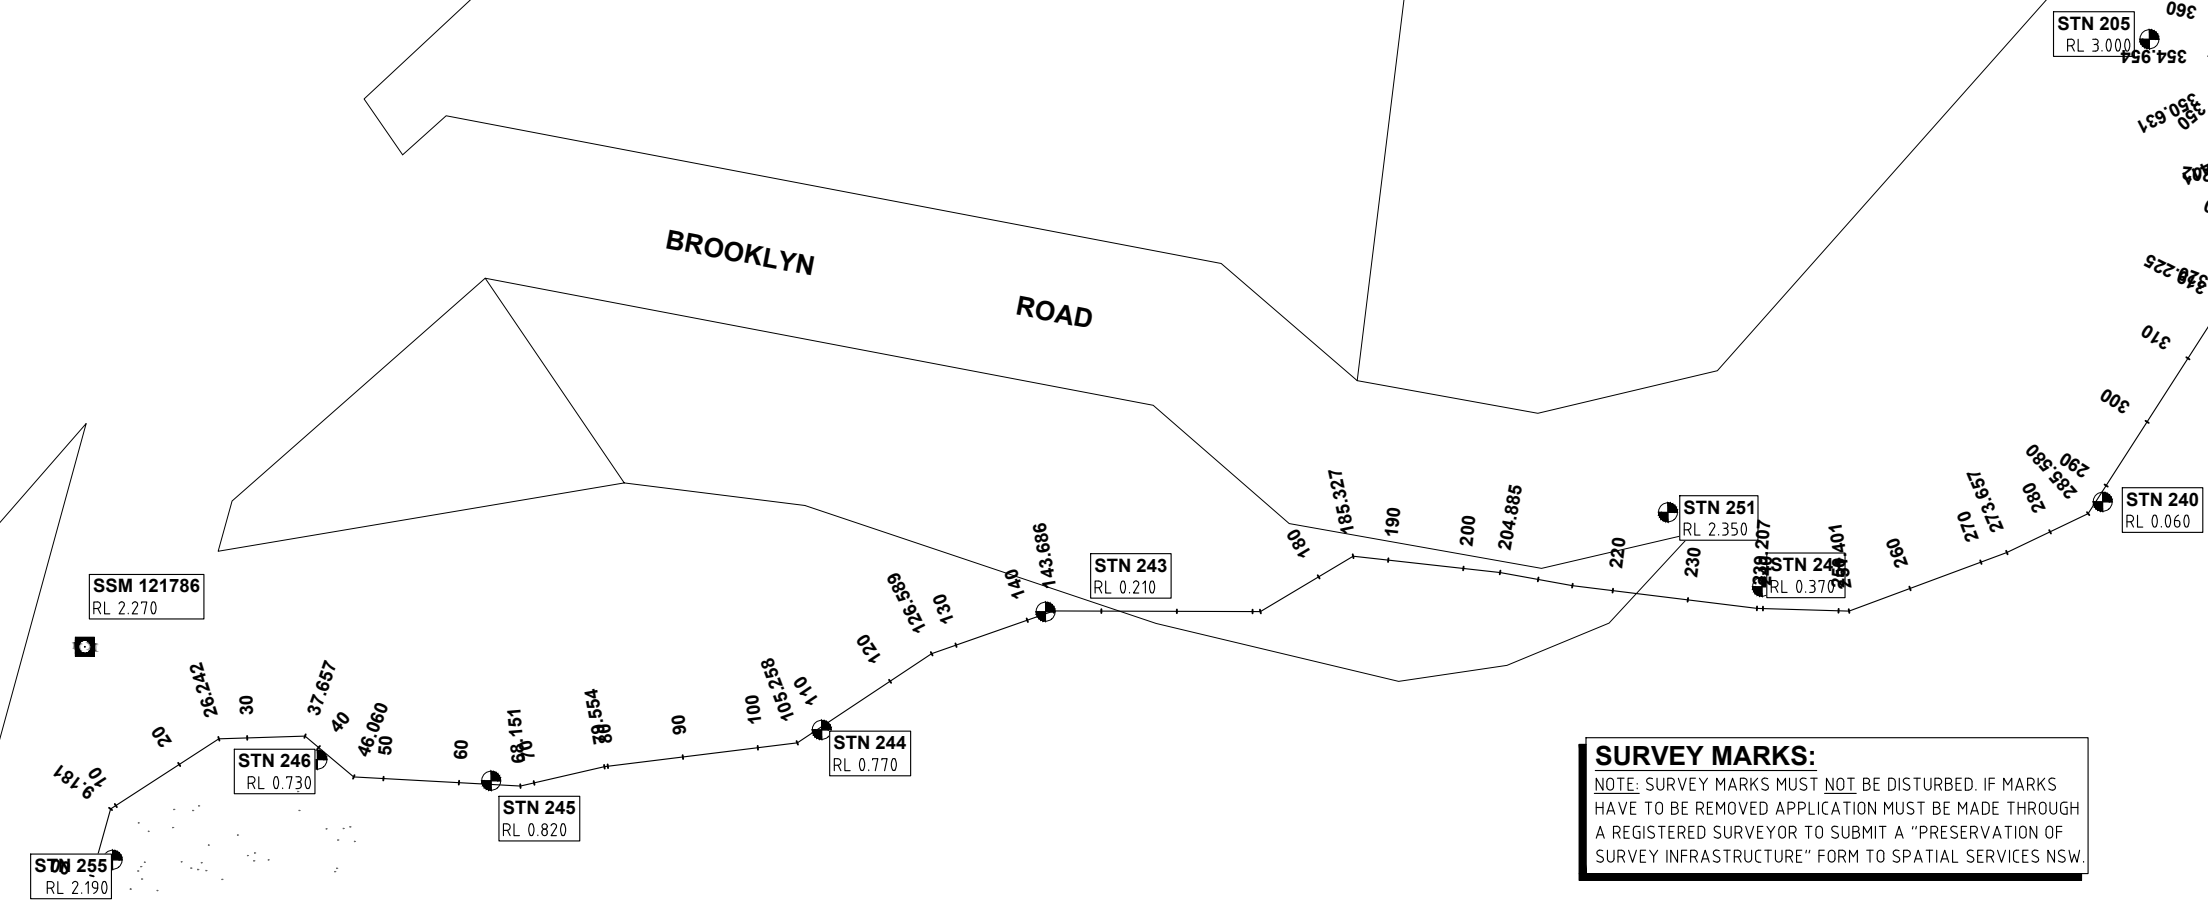 STN 205
RL 3.000
360
354.954
350.631
350
BROOKLYN
ROAD
310
300
290
285.580
280
273.657
270
260
STN 240
RL 0.060
STN 251
RL 2.350
185.327
190
200
204.885
180
220
230
RL 0.370
143.686
140
STN 243
RL 0.210
126.589
130
120
SSM 121786
RL 2.270
26.242
30
37.657
40
46.060
50
60
68.151
70
80
90
100
105.258
110
20
10
9.181
STN 246
RL 0.730
STN 244
RL 0.770
STN 245
RL 0.820
STN 255
RL 2.190
SURVEY MARKS:
NOTE: SURVEY MARKS MUST NOT BE DISTURBED. IF MARKS
HAVE TO BE REMOVED APPLICATION MUST BE MADE THROUGH
A REGISTERED SURVEYOR TO SUBMIT A "PRESERVATION OF
SURVEY INFRASTRUCTURE" FORM TO SPATIAL SERVICES NSW.